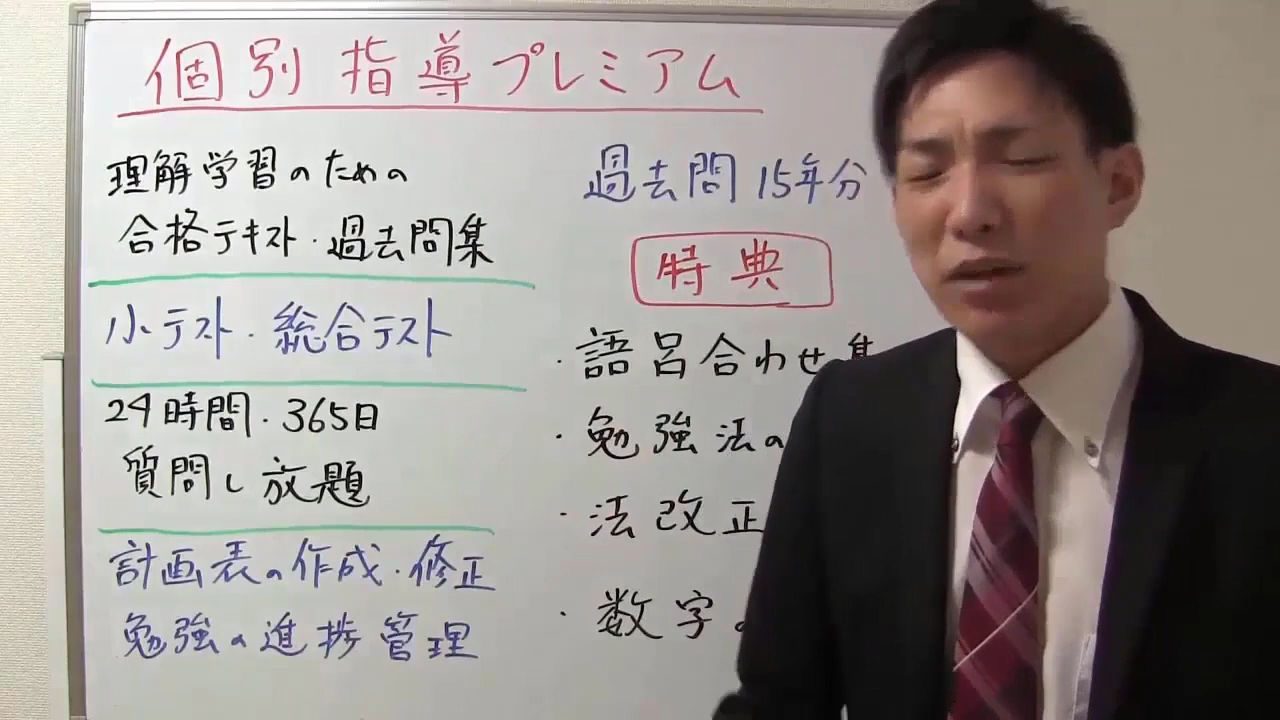 個別指導プレミアム
理解学習のための
合格テキスト・過去問集
小テスト・総合テスト
24時間・365日
質問し放題
計画表の作成・修正
勉強の進捗管理
過去問15年分
特典
・語呂合わせ集
・勉強法の
・法改正
・数字の